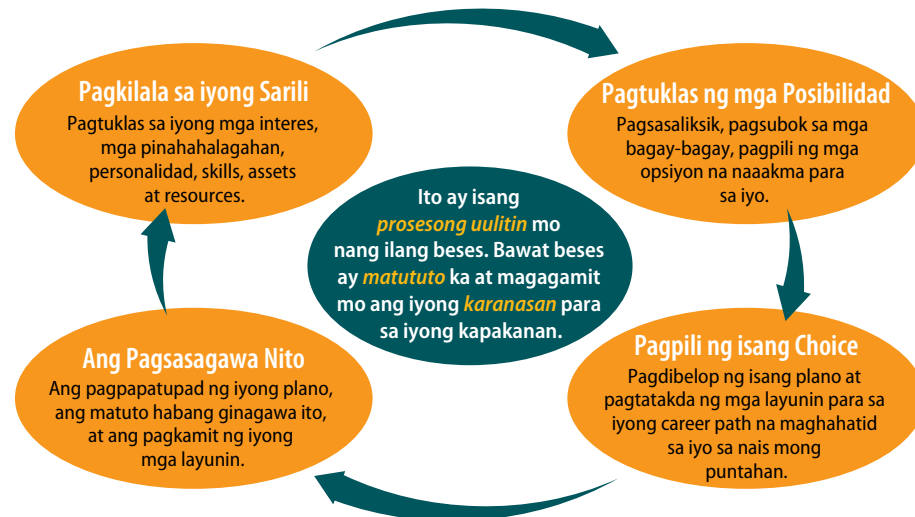 Pagkilala sa iyong Sarili
Pagtuklas sa iyong mga interes,
mga pinahahalagahan,
personalidad, skills, assets
at resources.
Pagtuklas ng mga Posibilidad
Pagsasaliksik, pagsubok sa mga
bagay-bagay, pagpili ng mga
opsiyon na naaakma para
sa iyo.
Ito ay isang
prosesong uulitin mo
nang ilang beses. Bawat beses
ay matututo ka at magagamit
mo ang iyong karanasan para
sa iyong kapakanan.
Pagpili ng isang Choice
Pagdibelop ng isang plano at
pagtatakda ng mga layunin para sa
iyong career path na maghahatid
sa iyo sa nais mong
puntahan.
Ang Pagsasagawa Nito
Ang pagpapatupad ng iyong plano,
ang matuto habang ginagawa ito,
at ang pagkamit ng iyong
mga layunin.